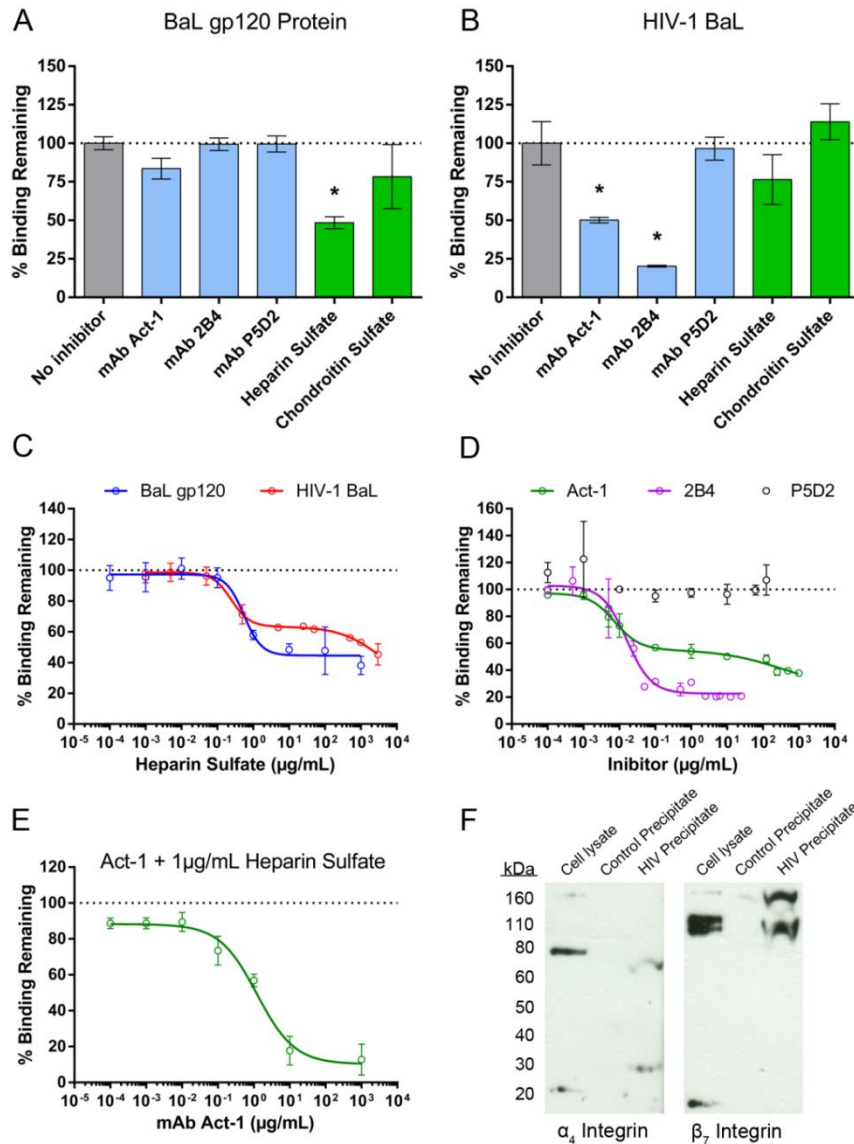 A
BaL gp120 Protein
% Binding Remaining
150
125
100
75
50
25
0
*
No inhibitor
mAb Act-1
mAb 2B4
mAb P5D2
Heparin Sulfate
Chondroitin Sulfate
B
HIV-1 BaL
% Binding Remaining
150
125
100
75
50
25
0
*
*
No inhibitor
mAb Act-1
mAb 2B4
mAb P5D2
Heparin Sulfate
Chondroitin Sulfate
C
BaL gp120 HIV-1 BaL
% Binding Remaining
140
120
100
80
60
40
20
0
10⁻⁵ 10⁻⁴ 10⁻³ 10⁻² 10⁻¹ 10⁰ 10¹ 10² 10³ 10⁴
Heparin Sulfate (µg/mL)
D
Act-1 2B4 P5D2
% Binding Remaining
160
140
120
100
80
60
40
20
0
10⁻⁵ 10⁻⁴ 10⁻³ 10⁻² 10⁻¹ 10⁰ 10¹ 10² 10³ 10⁴
Inibitor (µg/mL)
E
Act-1 + 1µg/mL Heparin Sulfate
% Binding Remaining
120
100
80
60
40
20
0
10⁻⁵ 10⁻⁴ 10⁻³ 10⁻² 10⁻¹ 10⁰ 10¹ 10² 10³ 10⁴
mAb Act-1 (µg/mL)
F
Cell lysate
Control Precipitate
HIV Precipitate
Cell lysate
Control Precipitate
HIV Precipitate
kDa
160
110
80
60
50
40
30
20
α₄ Integrin
β₇ Integrin